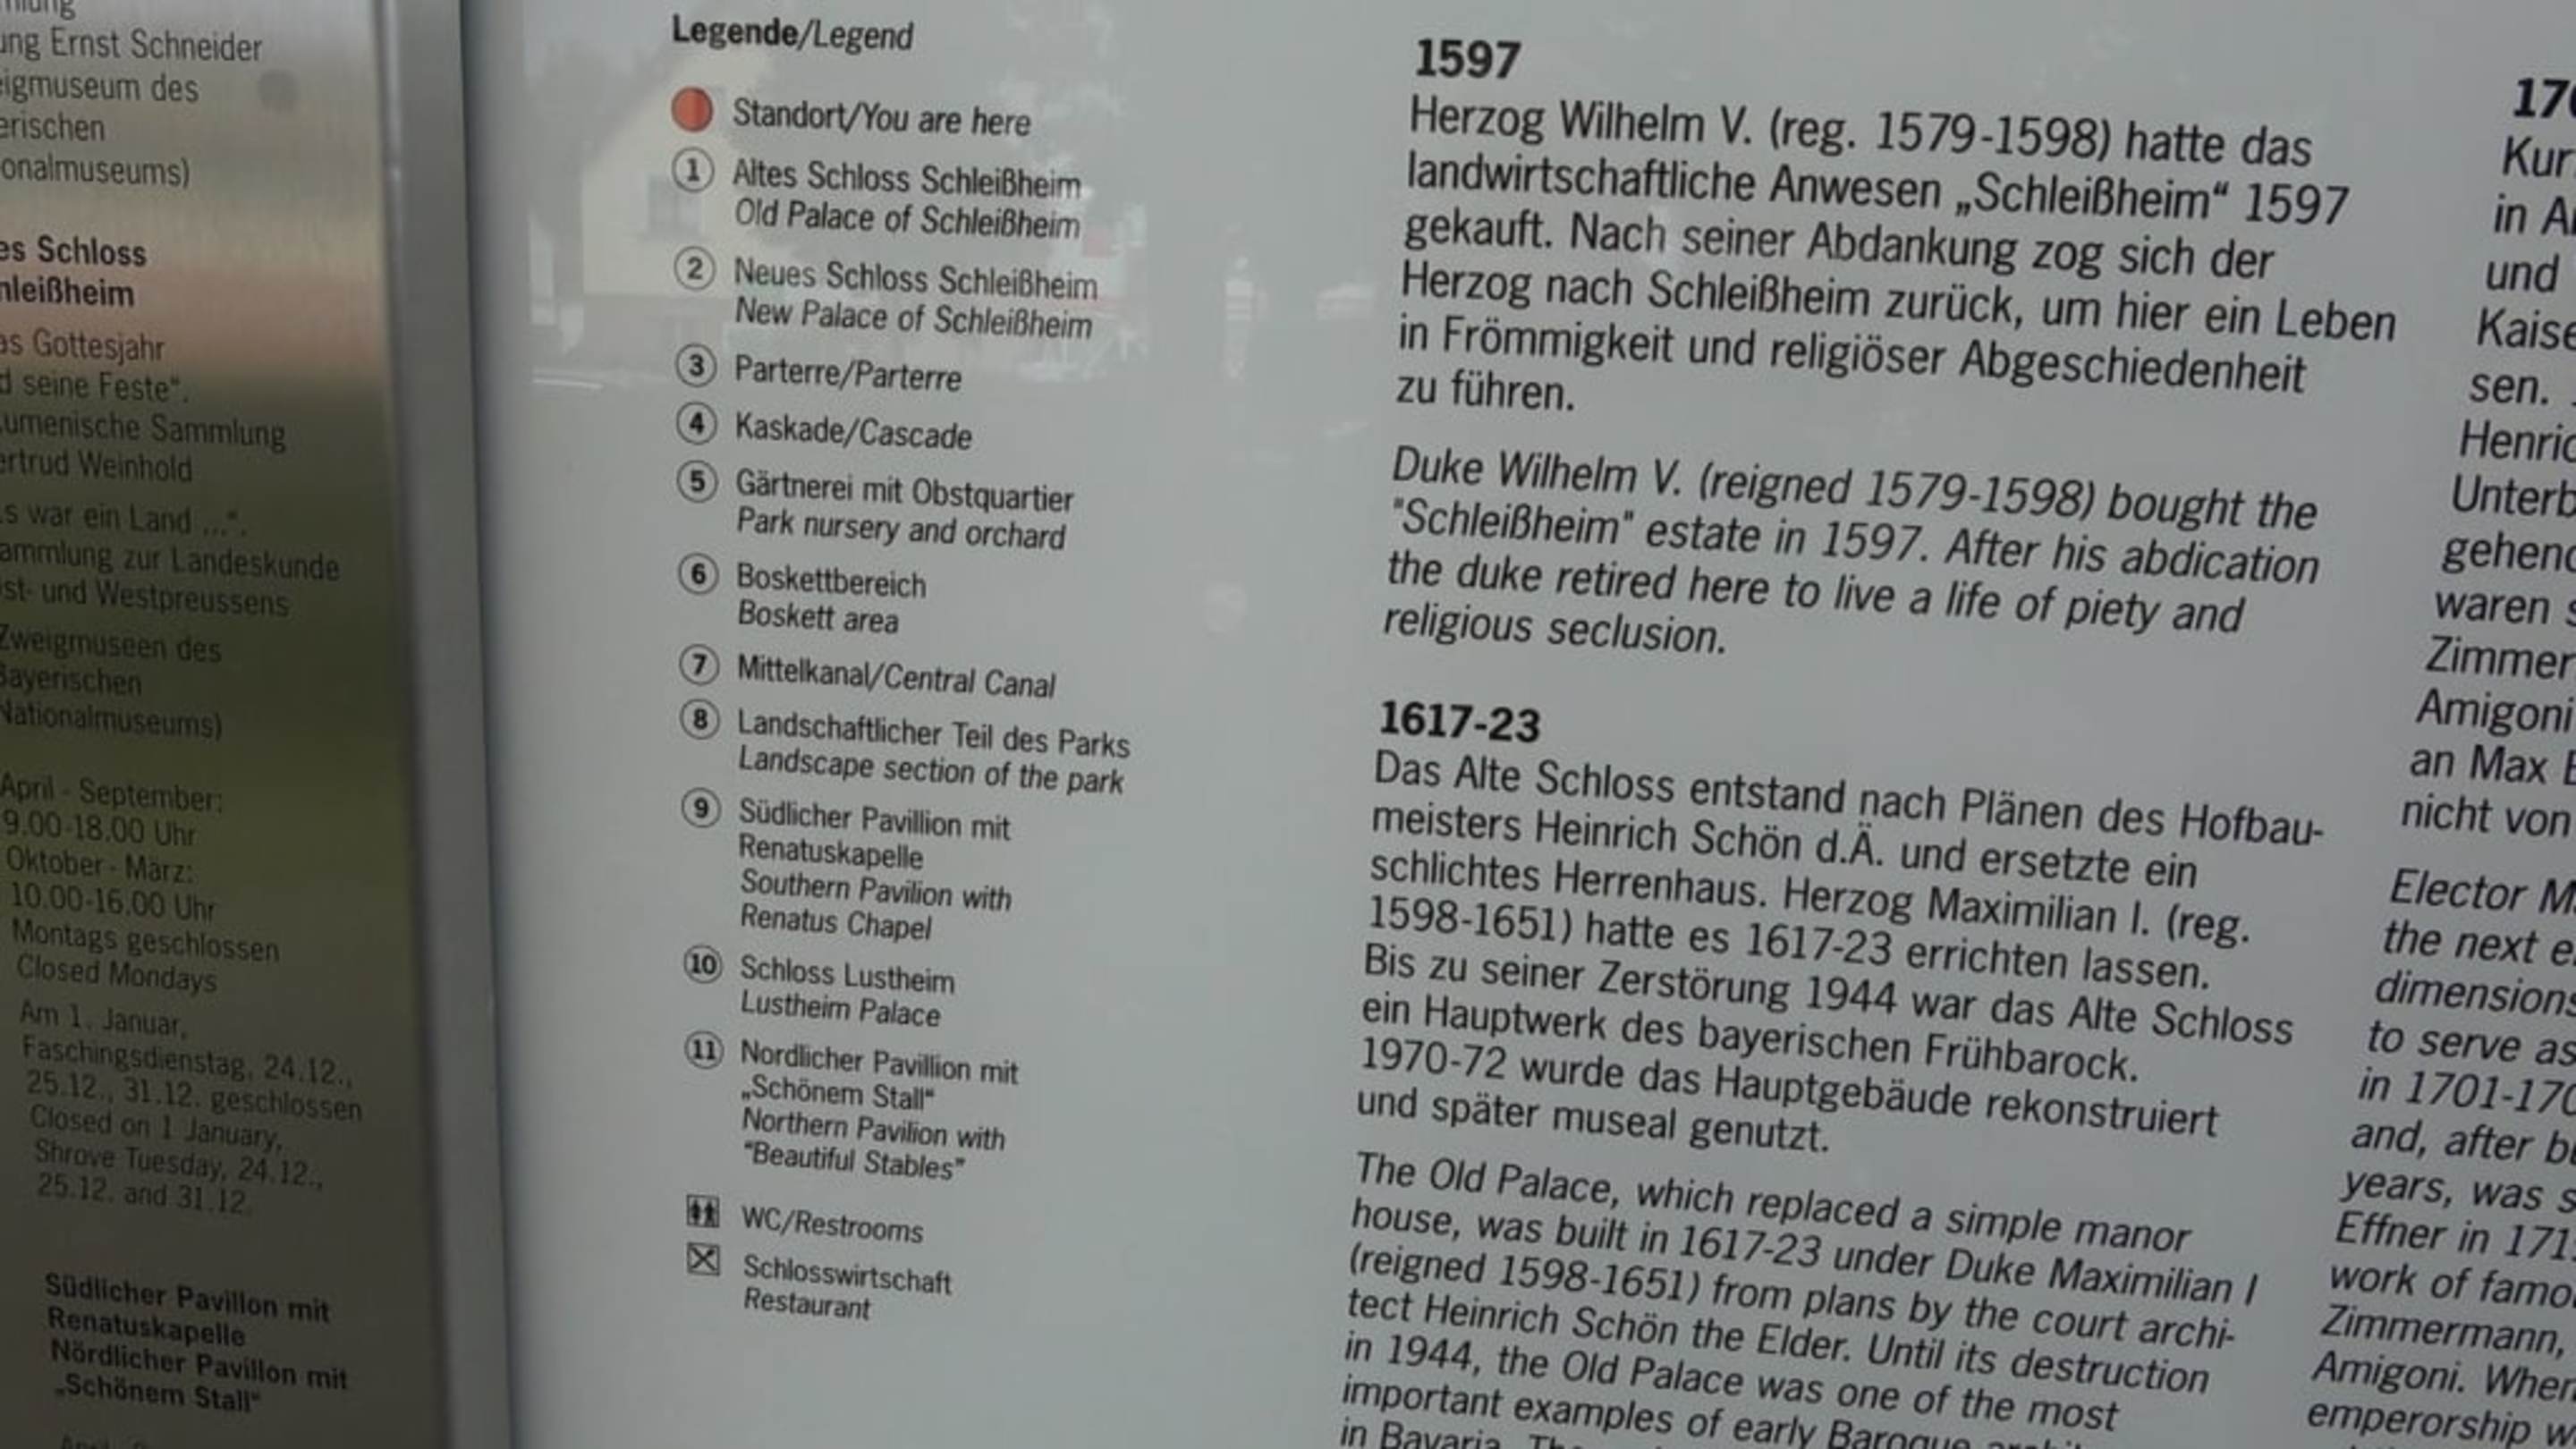 Ernst Schneider
des
Schloss
Gottesjahr
seine Feste".
Sammlung
Weinhold
war ein Land ...".
zur Landeskunde
und Westpreussens
Zweigmuseen des
Bayerischen
Nationalmuseums)
April - September:
9.00-18.00 Uhr
Oktober - März:
10.00-16.00 Uhr
Montags geschlossen
Closed Mondays
Am 1. Januar,
Faschingsdienstag, 24.12.,
25.12., 31.12. geschlossen
Closed on 1 January,
Shrove Tuesday, 24.12.,
25.12. and 31.12.
Südlicher Pavillon mit
Renatuskapelle
Nördlicher Pavillon mit
„Schönem Stall“
Legende/Legend
Standort/You are here
1 Altes Schloss Schleißheim
Old Palace of Schleißheim
2 Neues Schloss Schleißheim
New Palace of Schleißheim
3 Parterre/Parterre
4 Kaskade/Cascade
5 Gärtnerei mit Obstquartier
Park nursery and orchard
6 Boskettbereich
Boskett area
7 Mittelkanal/Central Canal
8 Landschaftlicher Teil des Parks
Landscape section of the park
9 Südlicher Pavillion mit
Renatuskapelle
Southern Pavilion with
Renatus Chapel
10 Schloss Lustheim
Lustheim Palace
11 Nordlicher Pavillion mit
„Schönem Stall“
Northern Pavilion with
“Beautiful Stables”
WC/Restrooms
Schlosswirtschaft
Restaurant
1597
Herzog Wilhelm V. (reg. 1579-1598) hatte das
landwirtschaftliche Anwesen „Schleißheim“ 1597
gekauft. Nach seiner Abdankung zog sich der
Herzog nach Schleißheim zurück, um hier ein Leben
in Frömmigkeit und religiöser Abgeschiedenheit
zu führen.
Duke Wilhelm V. (reigned 1579-1598) bought the
"Schleißheim" estate in 1597. After his abdication
the duke retired here to live a life of piety and
religious seclusion.
1617-23
Das Alte Schloss entstand nach Plänen des Hofbau-
meisters Heinrich Schön d.Ä. und ersetzte ein
schlichtes Herrenhaus. Herzog Maximilian I. (reg.
1598-1651) hatte es 1617-23 errichten lassen.
Bis zu seiner Zerstörung 1944 war das Alte Schloss
ein Hauptwerk des bayerischen Frühbarock.
1970-72 wurde das Hauptgebäude rekonstruiert
und später museal genutzt.
The Old Palace, which replaced a simple manor
house, was built in 1617-23 under Duke Maximilian I
(reigned 1598-1651) from plans by the court archi-
tect Heinrich Schön the Elder. Until its destruction
in 1944, the Old Palace was one of the most
important examples of early Baroque
in Bavaria.
in
und
sen.
waren
Zimmer
Amigoni
an Max
nicht von
Elector
the next
dimensions
to serve as
in 1701-
and, after
years, was
Effner in
work of
Zimmermann,
Amigoni.
emperorship